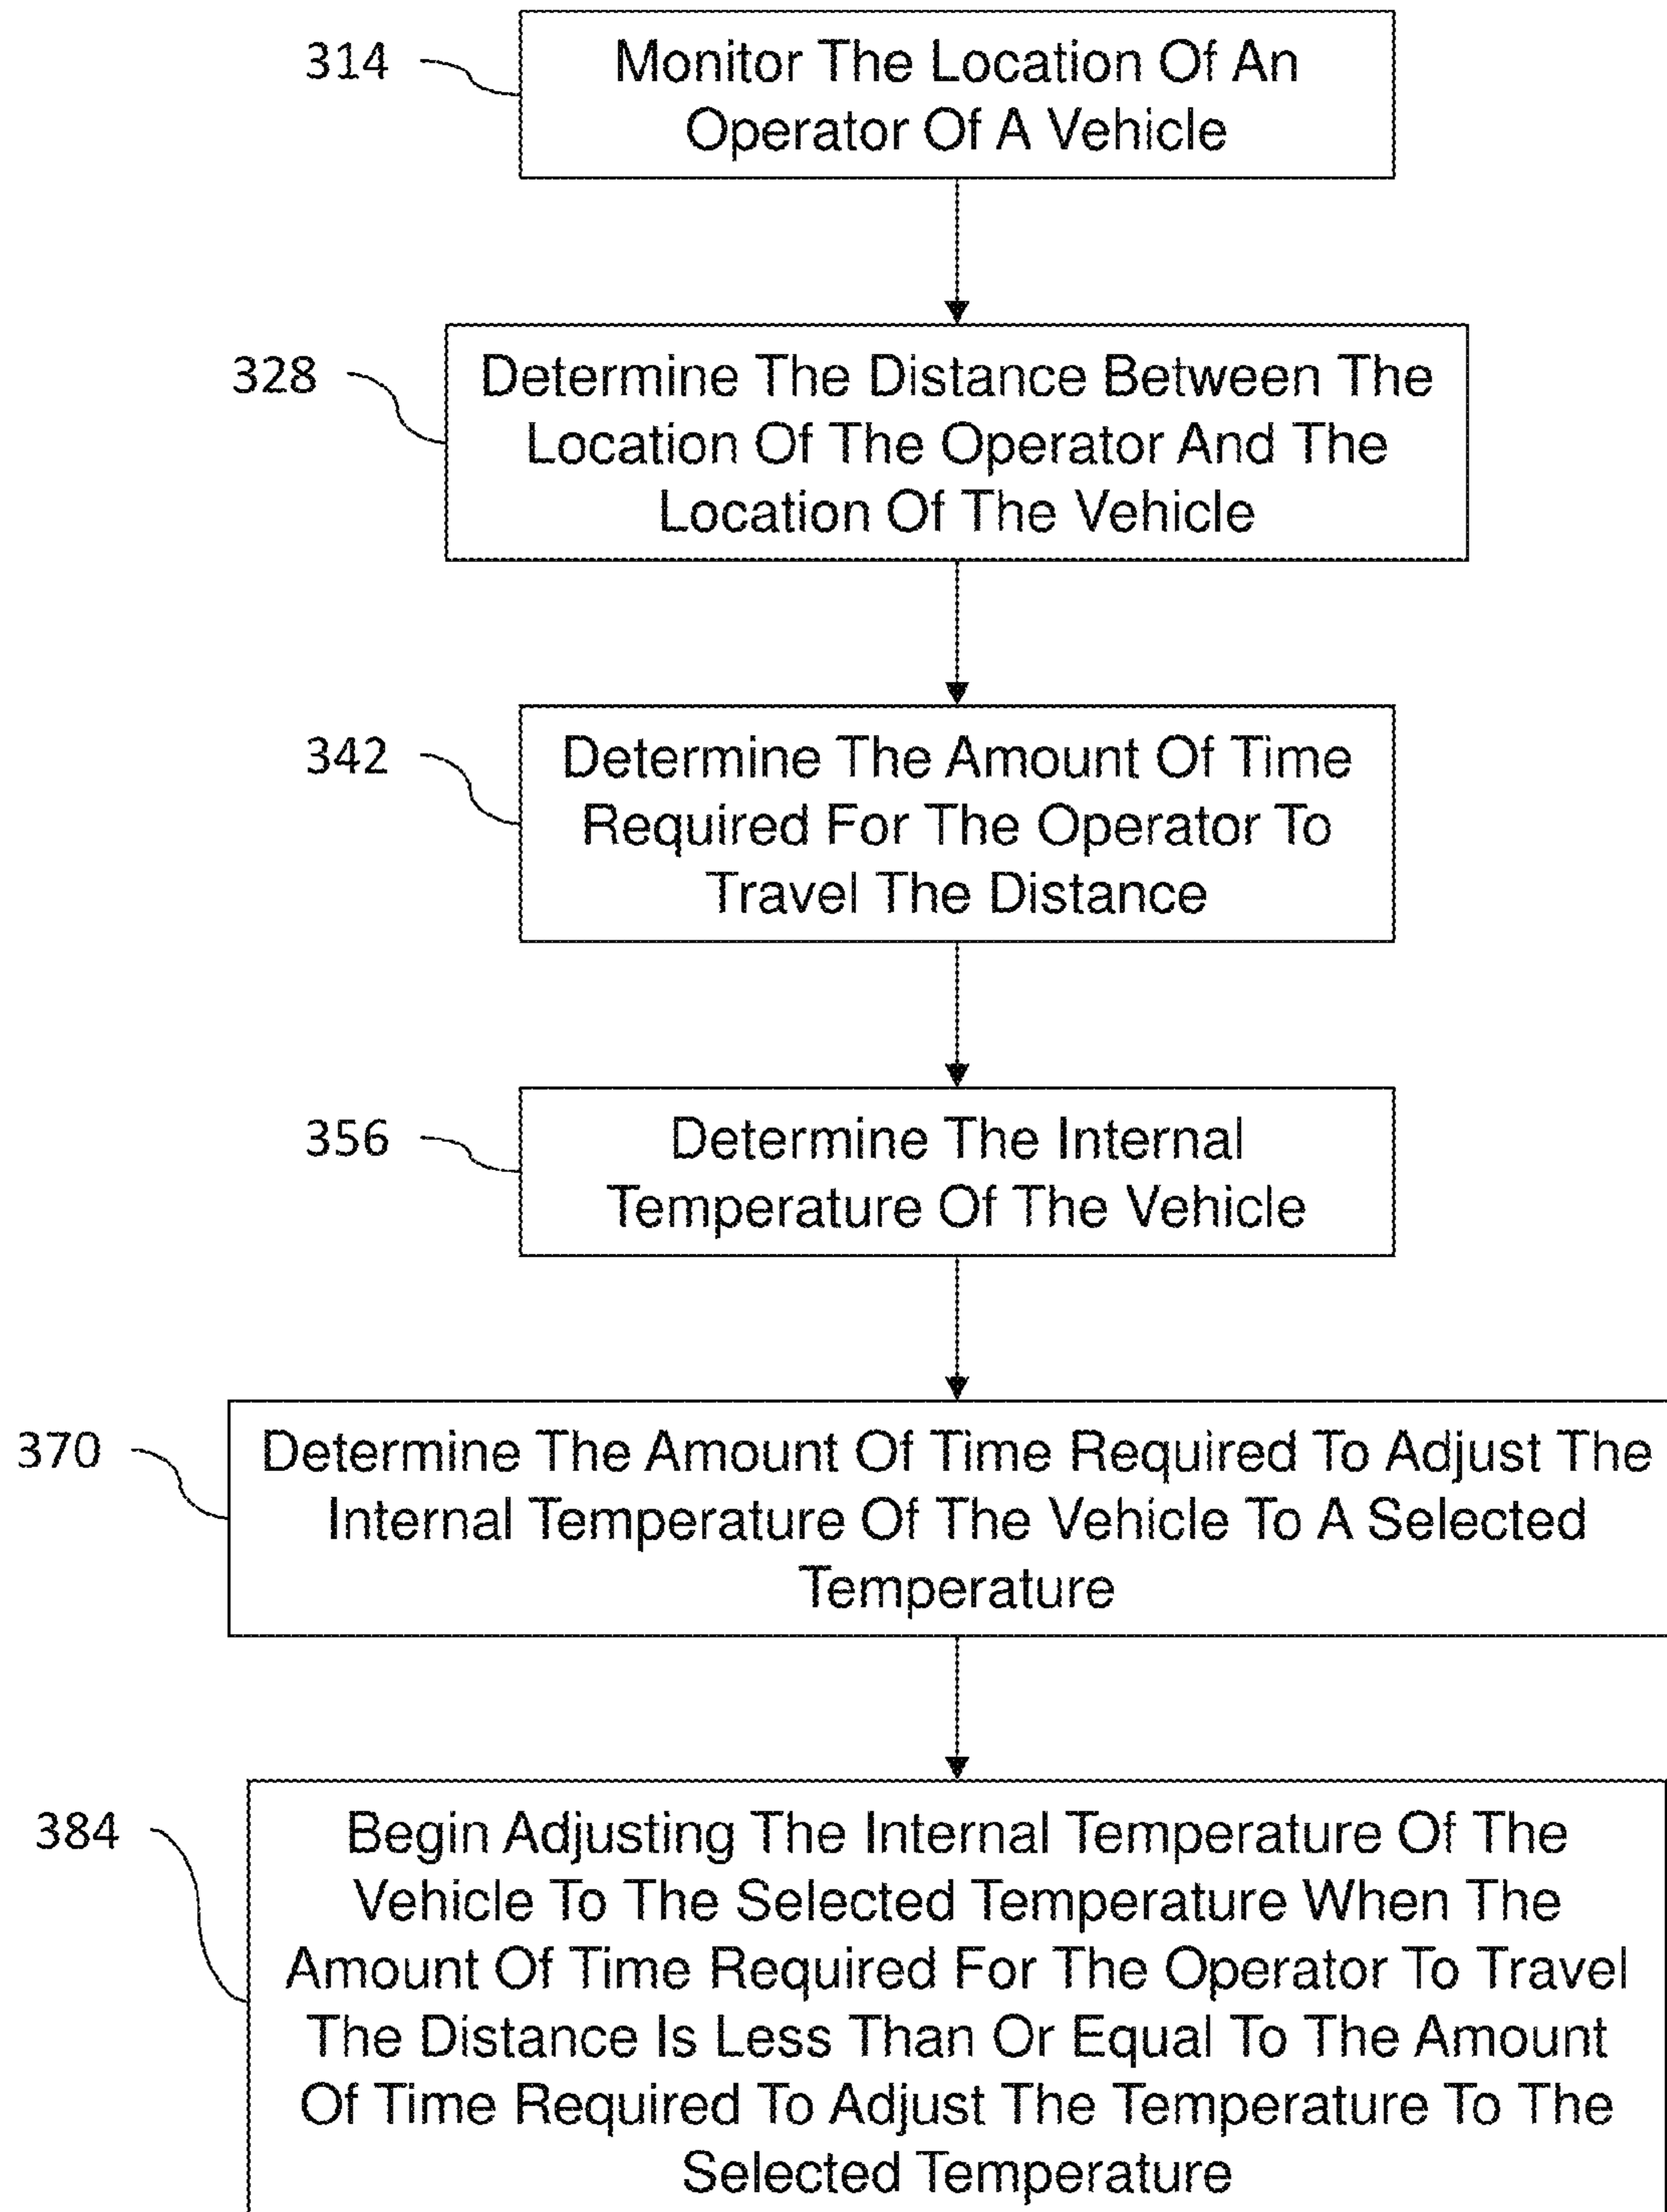 314
Monitor The Location Of An
Operator Of A Vehicle
328
Determine The Distance Between The
Location Of The Operator And The
Location Of The Vehicle
342
Determine The Amount Of Time
Required For The Operator To
Travel The Distance
356
Determine The Internal
Temperature Of The Vehicle
370
Determine The Amount Of Time Required To Adjust The
Internal Temperature Of The Vehicle To A Selected
Temperature
384
Begin Adjusting The Internal Temperature Of The
Vehicle To The Selected Temperature When The
Amount Of Time Required For The Operator To Travel
The Distance Is Less Than Or Equal To The Amount
Of Time Required To Adjust The Temperature To The
Selected Temperature